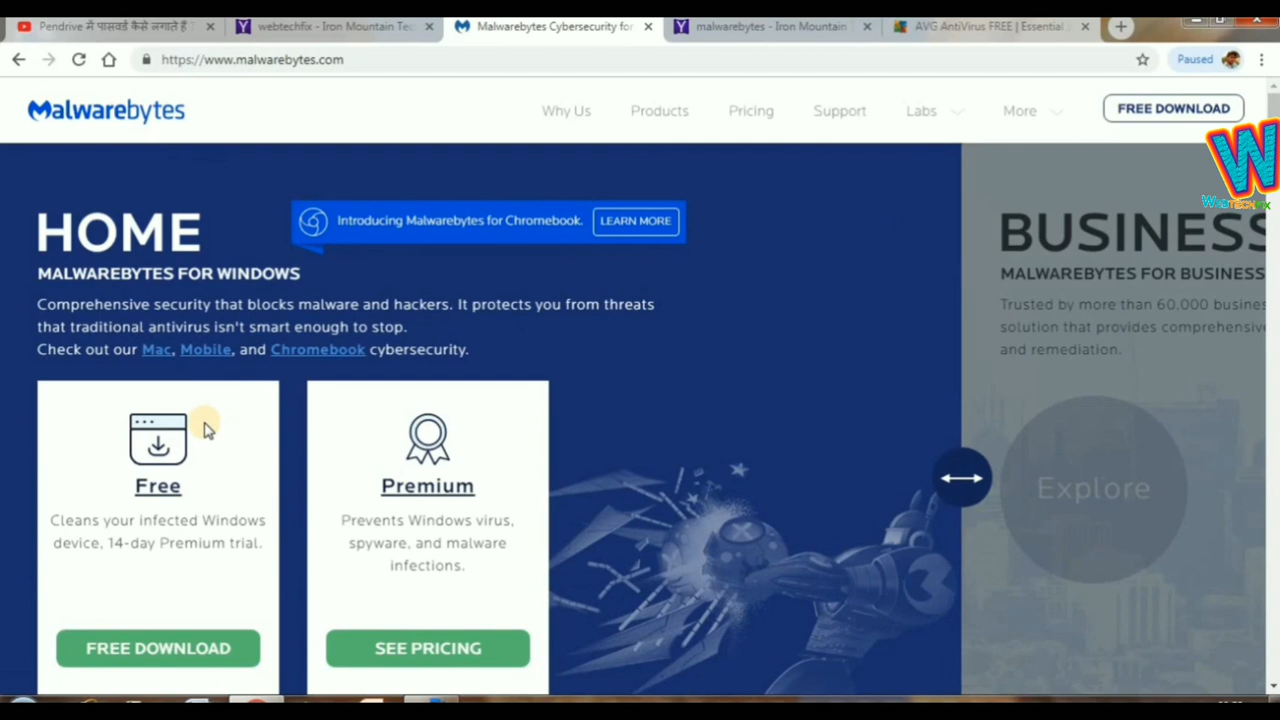 Pendrive में पासवर्ड कैसे लगाते हैं ?
webtechfix - Iron Mountain Tec
Malwarebytes Cybersecurity for
malwarebytes - Iron Mountain
AVG AntiVirus FREE | Essential
https://www.malwarebytes.com
Paused
Malwarebytes
Why Us
Products
Pricing
Support
Labs
More
FREE DOWNLOAD
W
WebTECHFIX
HOME
Introducing Malwarebytes for Chromebook.
LEARN MORE
MALWAREBYTES FOR WINDOWS
Comprehensive security that blocks malware and hackers. It protects you from threats
that traditional antivirus isn't smart enough to stop.
Check out our Mac, Mobile, and Chromebook cybersecurity.
BUSINESS
MALWAREBYTES FOR BUSINESS
Trusted by more than 60,000 busines
solution that provides comprehensive
and remediation.
Explore
Free
Cleans your infected Windows
device, 14-day Premium trial.
FREE DOWNLOAD
Premium
Prevents Windows virus,
spyware, and malware
infections.
SEE PRICING